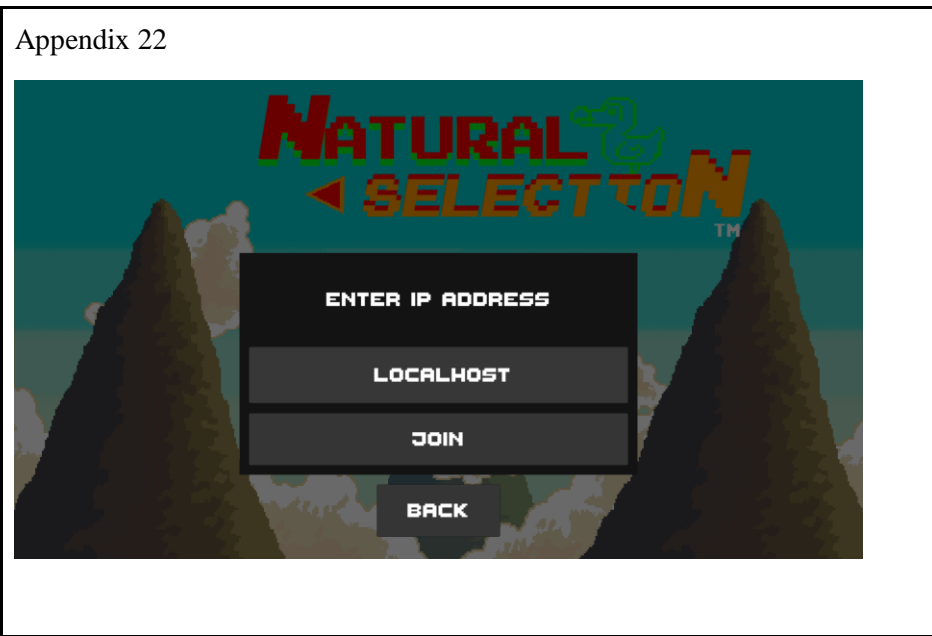 Appendix 22
NATURAL
SELECTION
TM
ENTER IP ADDRESS
LOCALHOST
JOIN
BACK